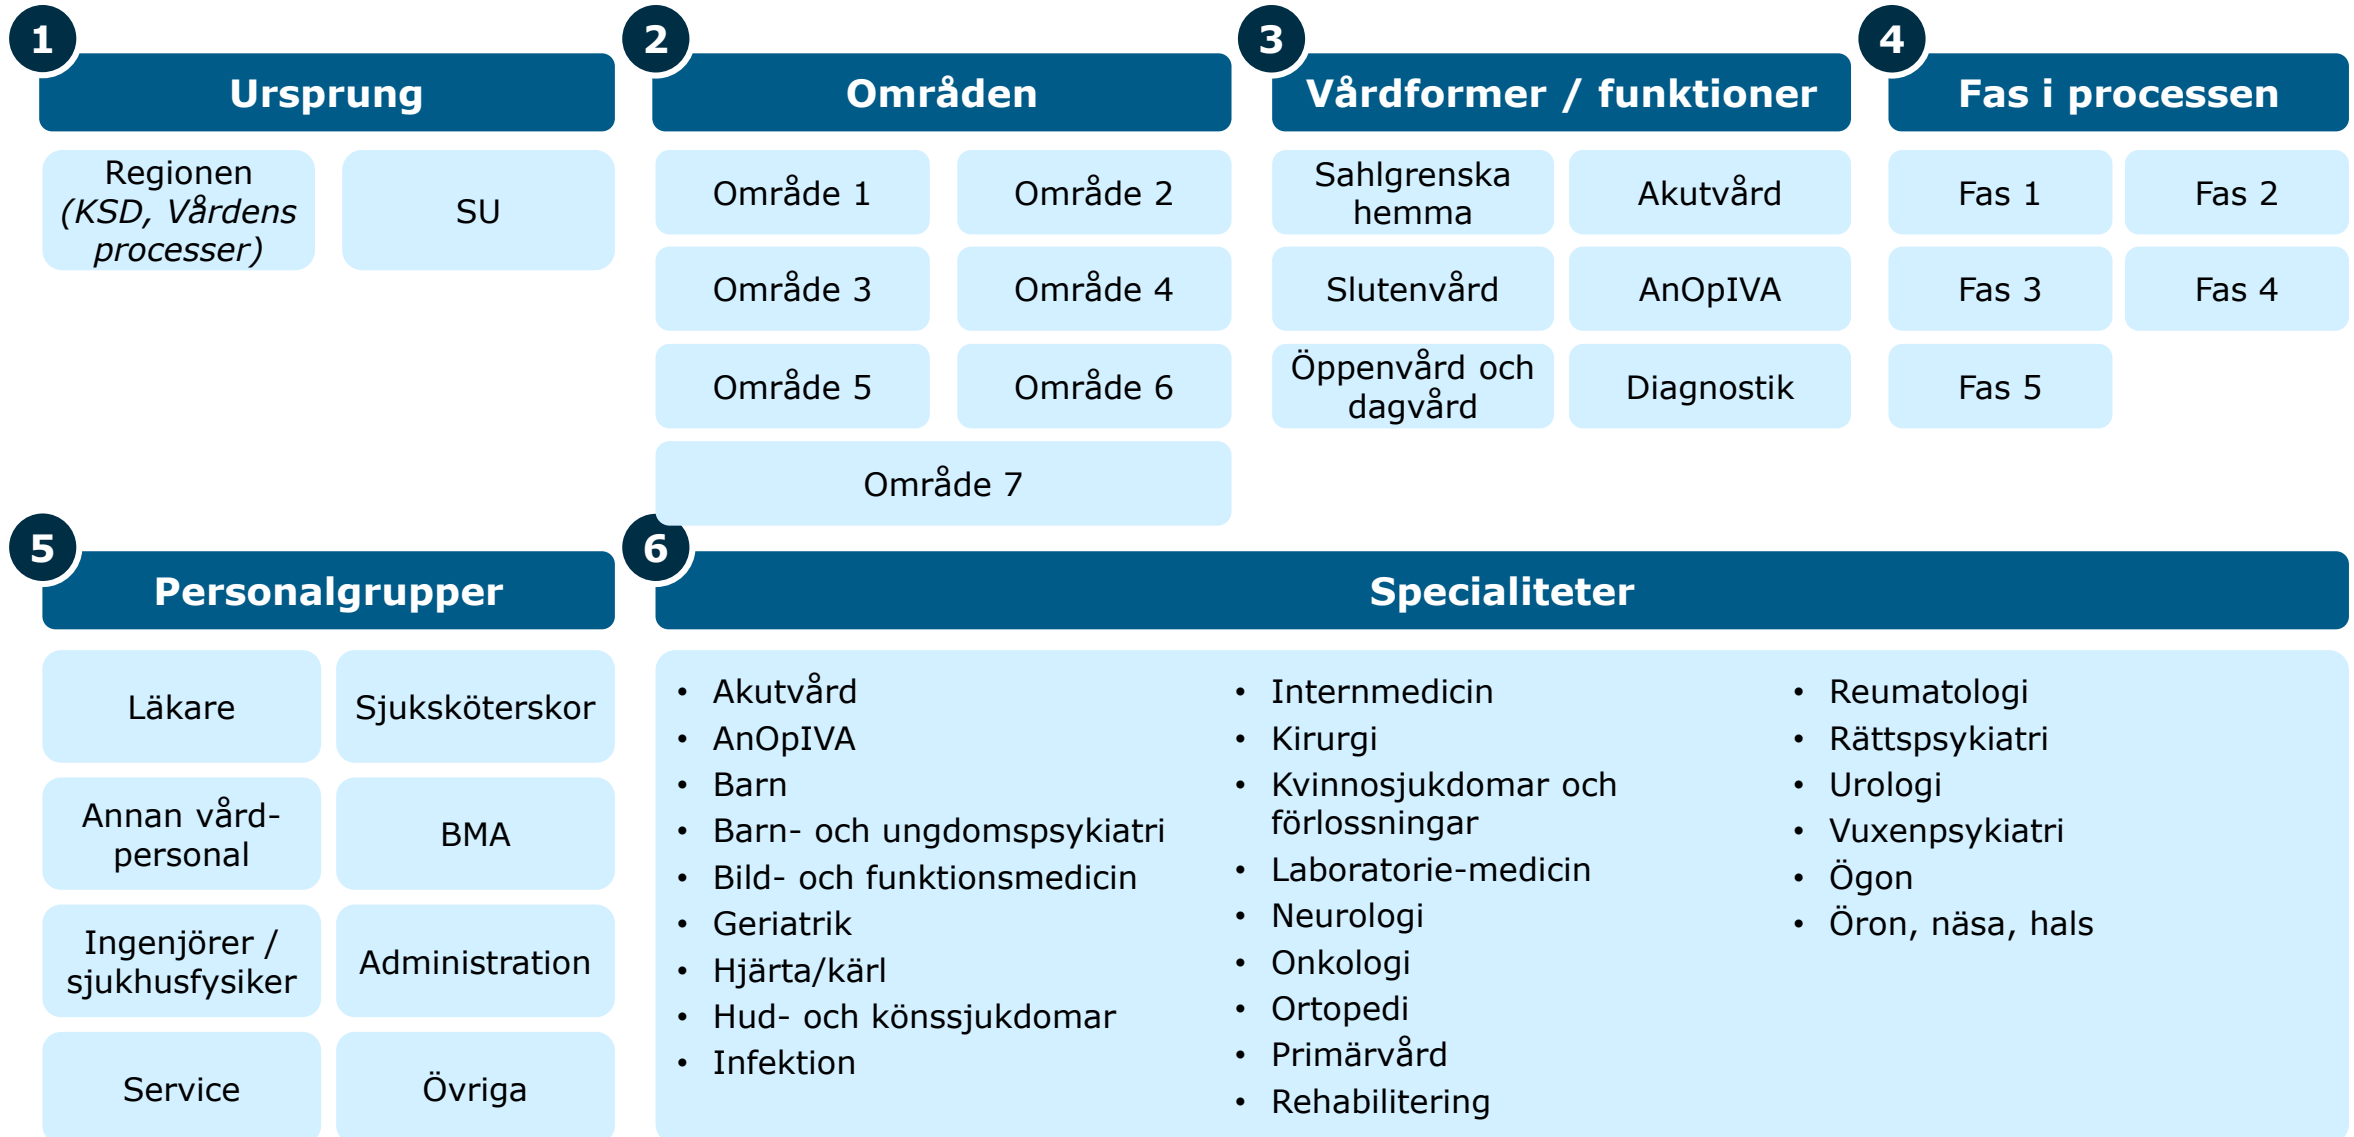 1
Ursprung
Regionen
(KSD, Vårdens
processer)
SU
2
Områden
Område 1
Område 2
Område 3
Område 4
Område 5
Område 6
Område 7
3
Vårdformer / funktioner
Sahlgrenska
hemma
Akutvård
Slutenvård
AnOpIVA
Öppenvård och
dagvård
Diagnostik
4
Fas i processen
Fas 1
Fas 2
Fas 3
Fas 4
Fas 5
5
Personalgrupper
Läkare
Sjuksköterskor
Annan vård-
personal
BMA
Ingenjörer /
sjukhusfysiker
Administration
Service
Övriga
6
Specialiteter
• Akutvård
• AnOpIVA
• Barn
• Barn- och ungdomspsykiatri
• Bild- och funktionsmedicin
• Geriatrik
• Hjärta/kärl
• Hud- och könssjukdomar
• Infektion
• Internmedicin
• Kirurgi
• Kvinnosjukdomar och
förlossningar
• Laboratorie-medicin
• Neurologi
• Onkologi
• Ortopedi
• Primärvård
• Rehabilitering
• Reumatologi
• Rättspsykiatri
• Urologi
• Vuxenpsykiatri
• Ögon
• Öron, näsa, hals